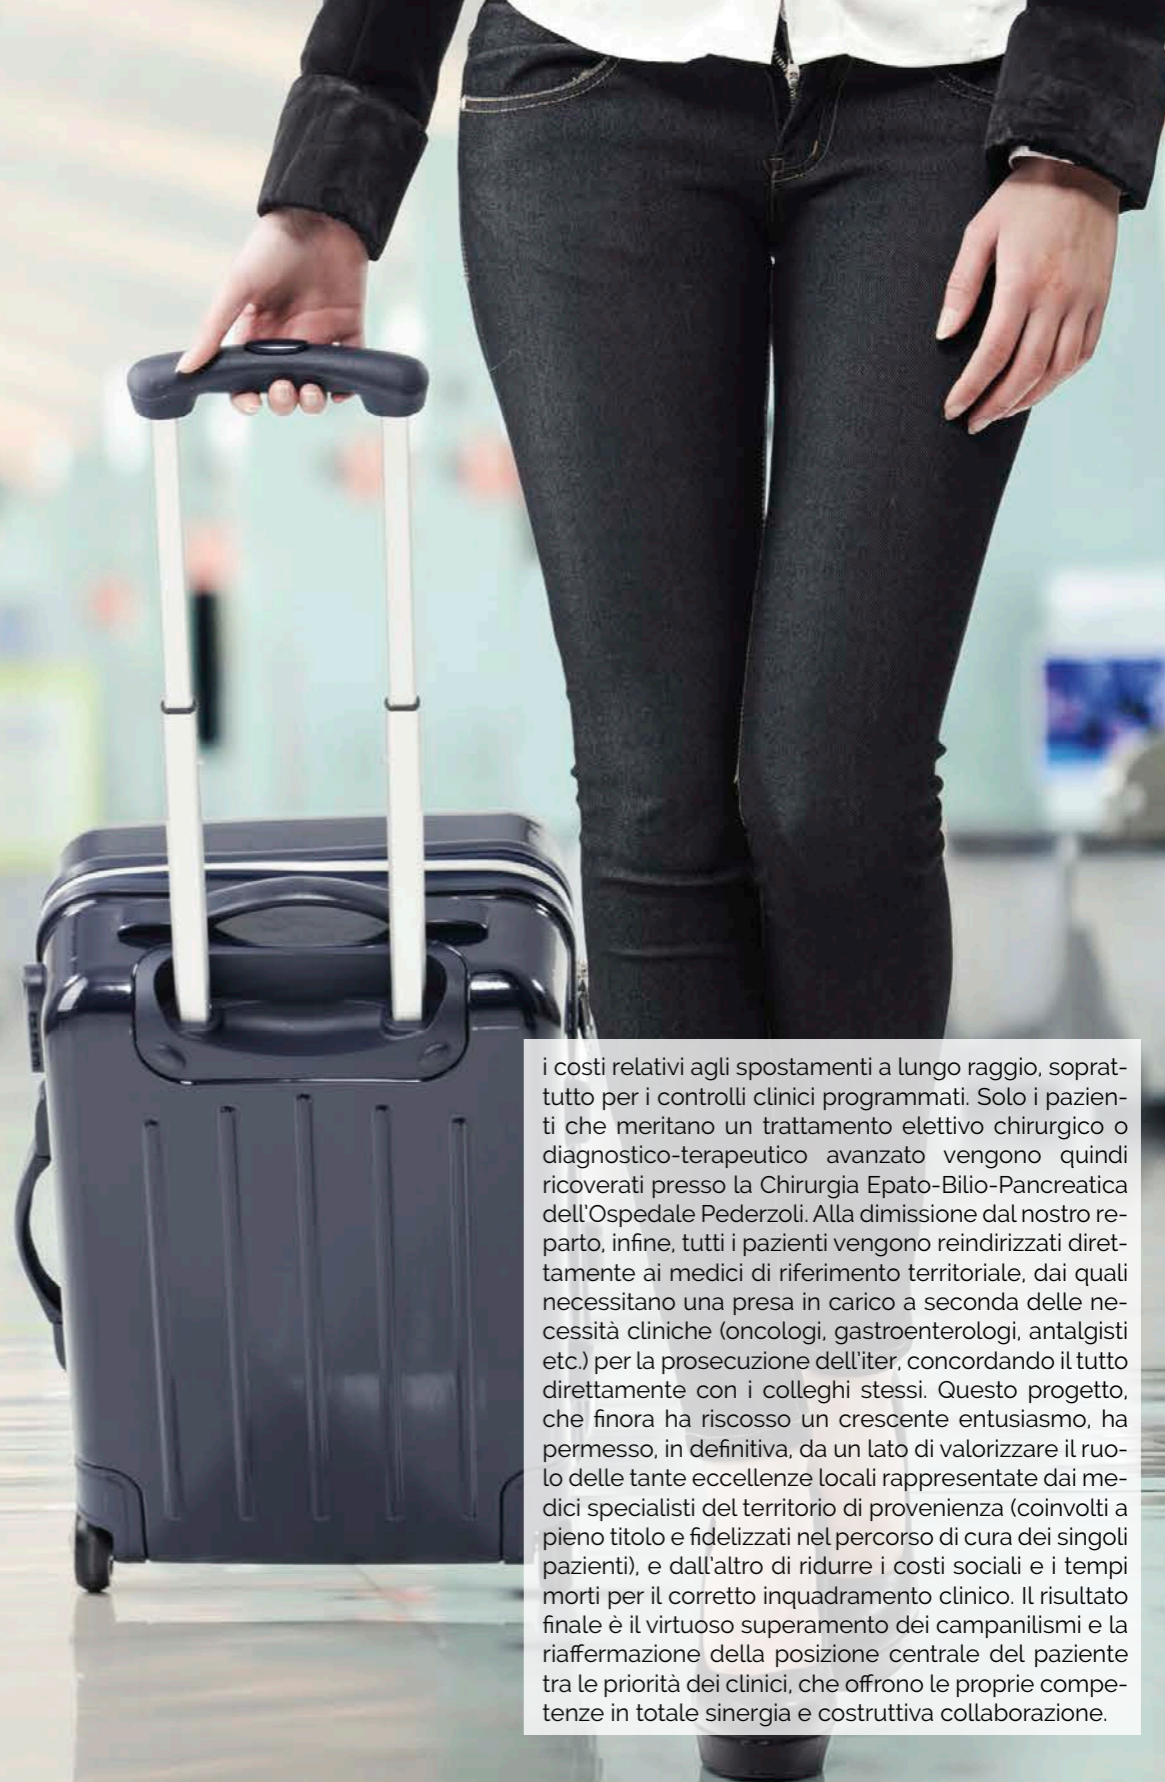 i costi relativi agli spostamenti a lungo raggio, soprat-
tutto per i controlli clinici programmati. Solo i pazien-
ti che meritano un trattamento elettivo chirurgico o
diagnostico-terapeutico avanzato vengono quindi
ricoverati presso la Chirurgia Epato-Bilio-Pancreatica
dell'Ospedale Pederzoli. Alla dimissione dal nostro re-
parto, infine, tutti i pazienti vengono reindirizzati diret-
tamente ai medici di riferimento territoriale, dai quali
necessitano una presa in carico a seconda delle ne-
cessità cliniche (oncologi, gastroenterologi, antalgisti
etc.) per la prosecuzione dell'iter, concordando il tutto
direttamente con i colleghi stessi. Questo progetto,
che finora ha riscosso un crescente entusiasmo, ha
permesso, in definitiva, da un lato di valorizzare il ruo-
lo delle tante eccellenze locali rappresentate dai me-
dici specialisti del territorio di provenienza (coinvolti a
pieno titolo e fidelizzati nel percorso di cura dei singoli
pazienti), e dall'altro di ridurre i costi sociali e i tempi
morti per il corretto inquadramento clinico. Il risultato
finale è il virtuoso superamento dei campanilismi e la
riaffermazione della posizione centrale del paziente
tra le priorità dei clinici, che offrono le proprie compe-
tenze in totale sinergia e costruttiva collaborazione.